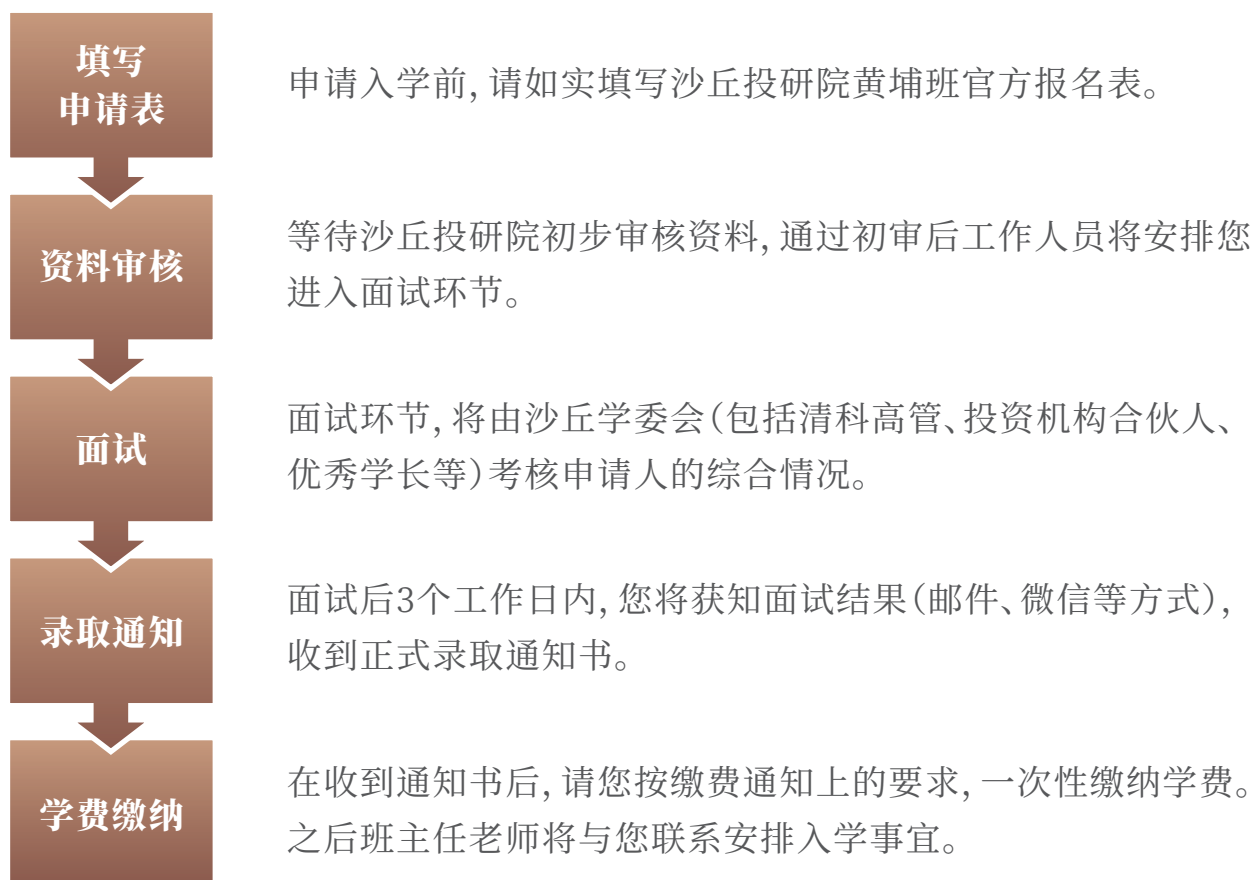 填写
申请表
申请入学前,请如实填写沙丘投研院黄埔班官方报名表。
资料审核
等待沙丘投研院初步审核资料,通过初审后工作人员将安排您
进入面试环节。
面试
面试环节,将由沙丘学委会(包括清科高管、投资机构合伙人、
优秀学长等)考核申请人的综合情况。
录取通知
面试后3个工作日内,您将获知面试结果(邮件、微信等方式),
收到正式录取通知书。
学费缴纳
在收到通知书后,请您按缴费通知上的要求,一次性缴纳学费。
之后班主任老师将与您联系安排入学事宜。